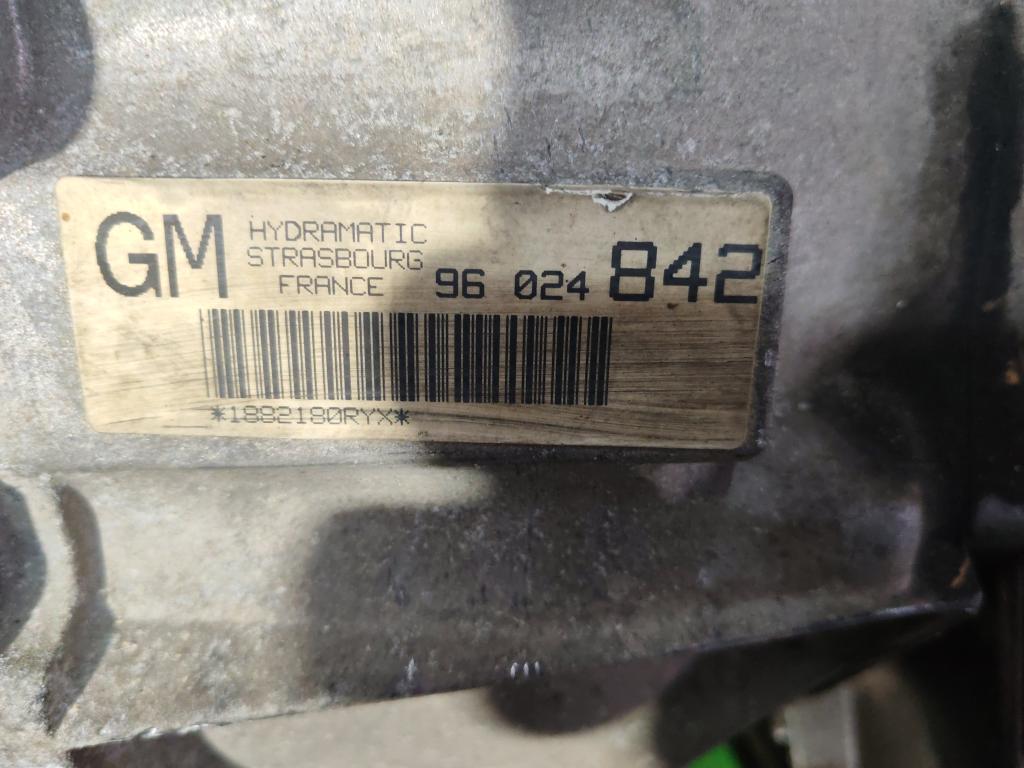 GM
HYDRAMATIC
STRASBOURG
FRANCE
96 024 842
*1882180RYX*